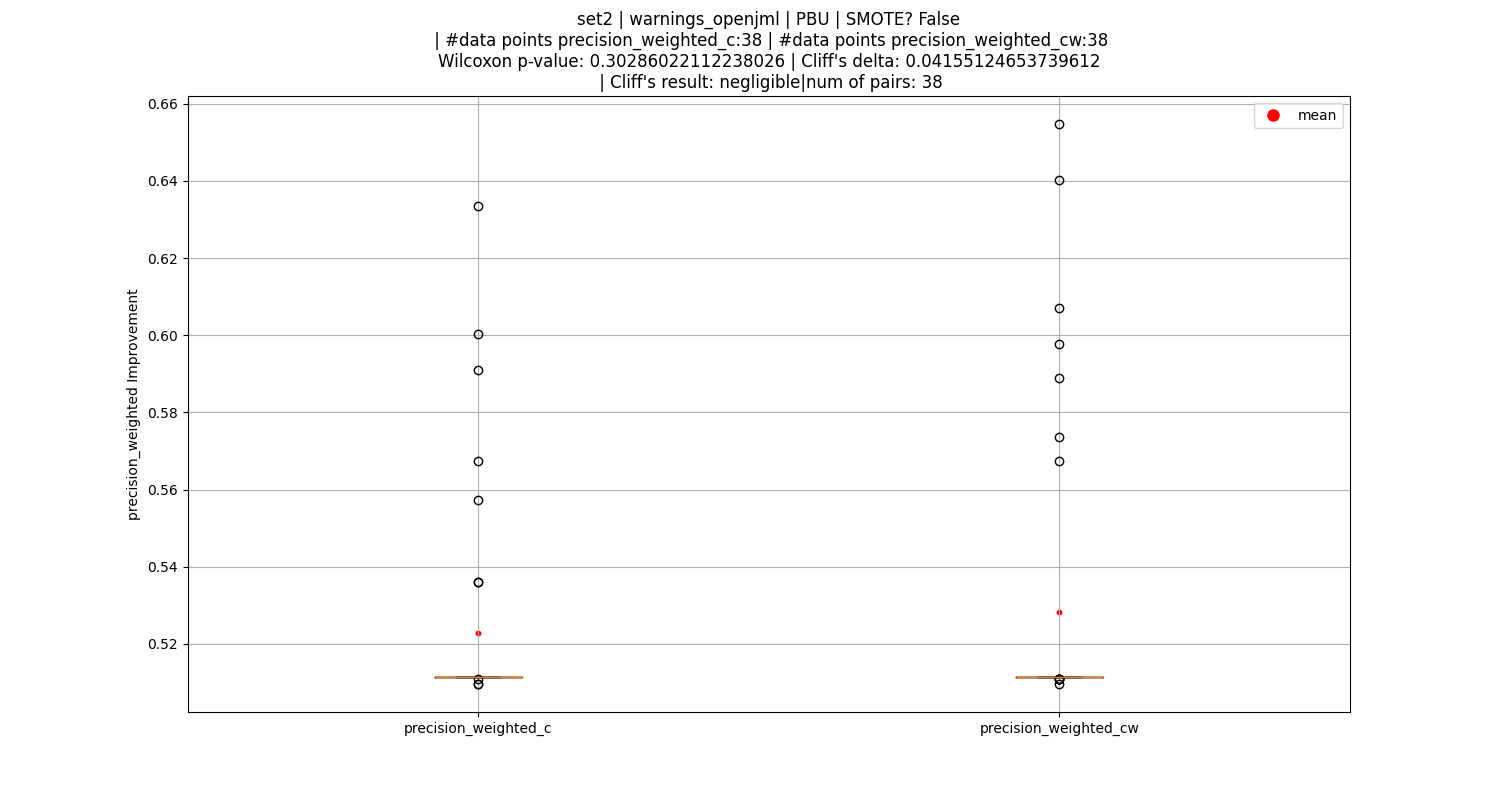 set2 | warnings_openjml | PBU | SMOTE? False
| #data points precision_weighted_c:38 | #data points precision_weighted_cw:38
Wilcoxon p-value: 0.30286022112238026 | Cliff's delta: 0.04155124653739612
| Cliff's result: negligible|num of pairs: 38
mean
0.66
0.64
0.62
0.60
0.58
0.56
0.54
0.52
precision_weighted Improvement
precision_weighted_c
precision_weighted_cw